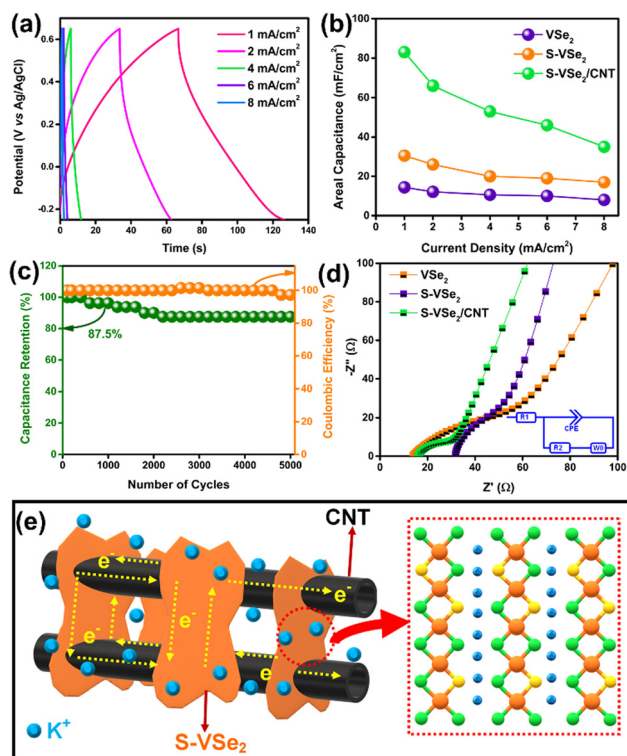 (a)
1 mA/cm²
2 mA/cm²
4 mA/cm²
6 mA/cm²
8 mA/cm²
Potential (V vs Ag/AgCl)
0.6
0.4
0.2
0.0
-0.2
0 20 40 60 80 100 120 140
Time (s)
(b)
VSe₂
S-VSe₂
S-VSe₂/CNT
Areal Capacitance (mF/cm²)
100
80
60
40
20
0
0 1 2 3 4 5 6 7 8
Current Density (mA/cm²)
(c)
Capacitance Retention (%)
120
100
80
60
40
20
0
87.5%
Coulombic Efficiency (%)
100
80
60
40
20
0
0 1000 2000 3000 4000 5000
Number of Cycles
(d)
VSe₂
S-VSe₂
S-VSe₂/CNT
-Z'' (Ω)
100
80
60
40
20
0
0 20 40 60 80 100
Z' (Ω)
R1
CPE
R2
W0
(e)
CNT
e⁻
e⁻
e⁻
e⁻
e⁻
e
K⁺
S-VSe₂